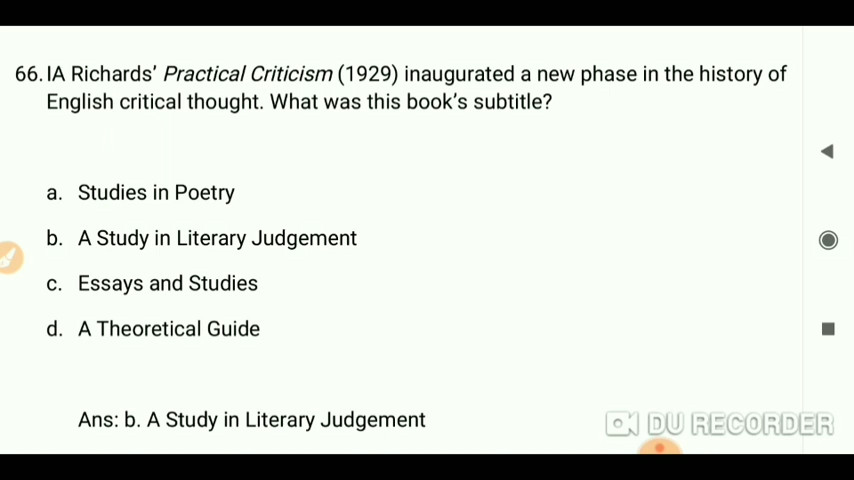 66. IA Richards' Practical Criticism (1929) inaugurated a new phase in the history of
English critical thought. What was this book's subtitle?
a. Studies in Poetry
b. A Study in Literary Judgement
c. Essays and Studies
d. A Theoretical Guide
Ans: b. A Study in Literary Judgement
DU RECORDER